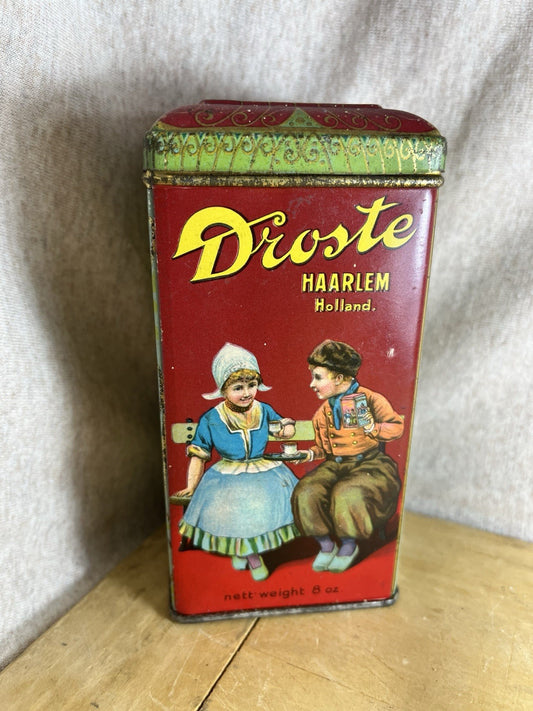 Droste
HAARLEM
Holland.
nett weight 8 oz